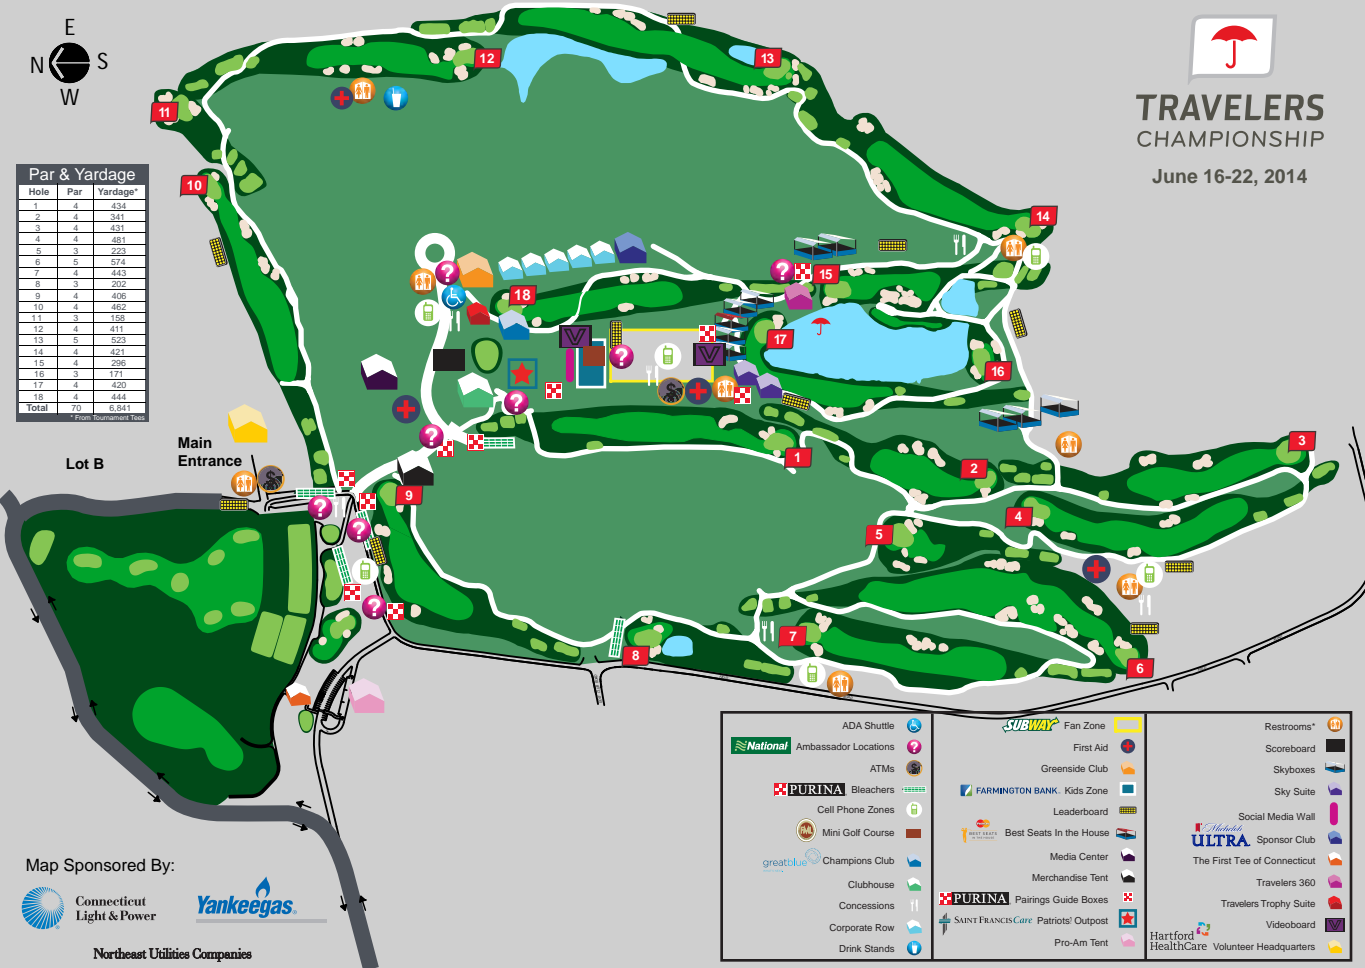 E
N S
W
TRAVELERS
CHAMPIONSHIP
June 16-22, 2014
Par & Yardage
Hole Par Yardage*
1 4 434
2 4 341
3 4 431
4 4 481
5 3 223
6 5 574
7 4 443
8 3 202
9 4 406
10 4 462
11 3 158
12 4 411
13 5 523
14 4 421
15 4 296
16 3 171
17 4 420
18 4 444
Total 70 6,841
* From Tournament Tees
12
13
11
10
14
15
18
17
16
1
2
3
4
5
9
8
7
6
Main
Entrance
Lot B
ADA Shuttle
National Ambassador Locations
ATMs
PURINA Bleachers
Cell Phone Zones
Mini Golf Course
greatblue Champions Club
Clubhouse
Concessions
Corporate Row
Drink Stands
SUBWAY Fan Zone
First Aid
Greenside Club
FARMINGTON BANK. Kids Zone
Leaderboard
BEST SEATS Best Seats In the House
Media Center
Merchandise Tent
PURINA Pairings Guide Boxes
SAINT FRANCIS Care Patriots' Outpost
Pro-Am Tent
Restrooms*
Scoreboard
Skyboxes
Sky Suite
Social Media Wall
Michelob
ULTRA Sponsor Club
The First Tee of Connecticut
Travelers 360
Travelers Trophy Suite
Videoboard
Hartford
HealthCare Volunteer Headquarters
Map Sponsored By:
Connecticut
Light & Power
Yankeegas
Northeast Utilities Companies